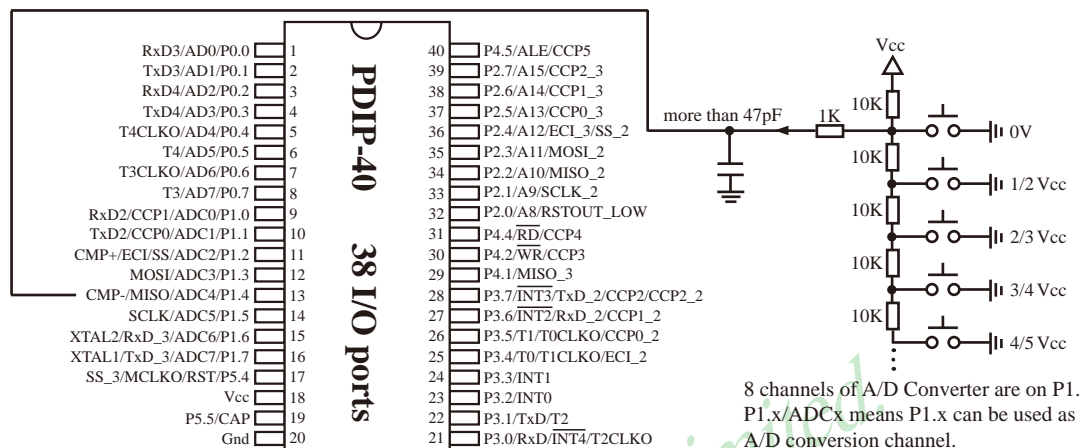 RxD3/AD0/P0.0 1
TxD3/AD1/P0.1 2
RxD4/AD2/P0.2 3
TxD4/AD3/P0.3 4
T4CLKO/AD4/P0.4 5
T4/AD5/P0.5 6
T3CLKO/AD6/P0.6 7
T3/AD7/P0.7 8
RxD2/CCP1/ADC0/P1.0 9
TxD2/CCP0/ADC1/P1.1 10
CMP+/ECI/SS/ADC2/P1.2 11
MOSI/ADC3/P1.3 12
CMP-/MISO/ADC4/P1.4 13
SCLK/ADC5/P1.5 14
XTAL2/RxD_3/ADC6/P1.6 15
XTAL1/TxD_3/ADC7/P1.7 16
SS_3/MCLKO/RST/P5.4 17
Vcc 18
P5.5/CAP 19
Gnd 20
PDIP-40 38 I/O ports
40 P4.5/ALE/CCP5
39 P2.7/A15/CCP2_3
38 P2.6/A14/CCP1_3
37 P2.5/A13/CCP0_3
36 P2.4/A12/ECI_3/SS_2
35 P2.3/A11/MOSI_2
34 P2.2/A10/MISO_2
33 P2.1/A9/SCLK_2
32 P2.0/A8/RSTOUT_LOW
31 P4.4/RD/CCP4
30 P4.2/WR/CCP3
29 P4.1/MISO_3
28 P3.7/INT3/TxD_2/CCP2/CCP2_2
27 P3.6/INT2/RxD_2/CCP1_2
26 P3.5/T1/T0CLKO/CCP0_2
25 P3.4/T0/T1CLKO/ECI_2
24 P3.3/INT1
23 P3.2/INT0
22 P3.1/TxD/T2
21 P3.0/RxD/INT4/T2CLKO
more than 47pF
1K
Vcc
10K
0V
10K
1/2 Vcc
10K
2/3 Vcc
10K
3/4 Vcc
10K
4/5 Vcc
8 channels of A/D Converter are on P1.
P1.x/ADCx means P1.x can be used as
A/D conversion channel.
imited.